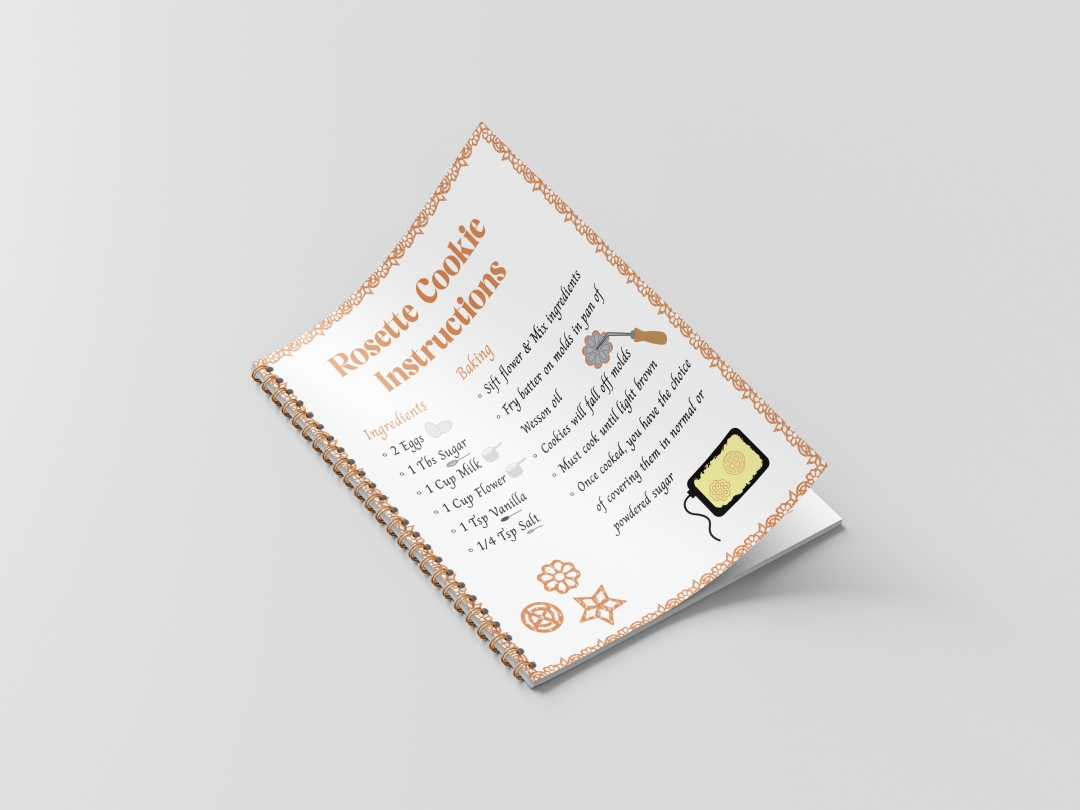 Rosette Cookie
Instructions
Ingredients
◦ 2 Eggs
◦ 1 Tbs Sugar
◦ 1 Cup Milk
◦ 1 Cup Flower
◦ 1 Tsp Vanilla
◦ 1/4 Tsp Salt
Baking
◦ Sift flower & Mix ingredients
◦ Fry batter on molds in pan of
Wesson oil
◦ Cookies will fall off molds
◦ Must cook until light brown
◦ Once cooked, you have the choice
of covering them in normal or
powdered sugar